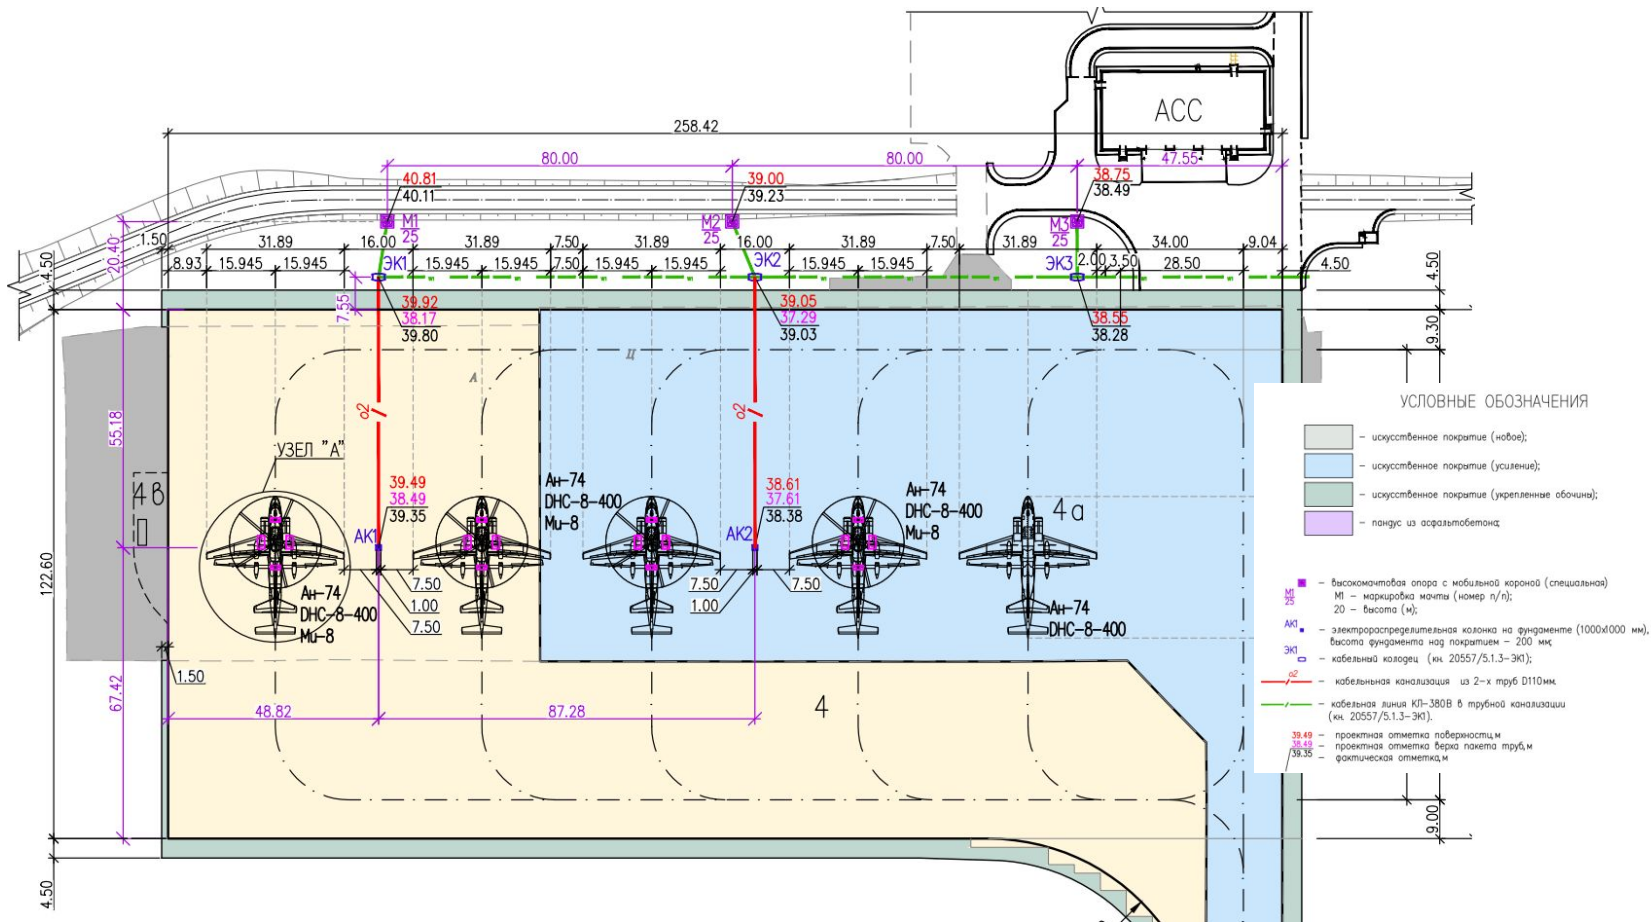 АСС
258.42
80.00
80.00
47.55
40.81
40.11
39.00
39.23
38.75
38.49
М1
25
М2
25
М3
25
1.50
31.89
16.00
31.89
7.50
31.89
16.00
31.89
7.50
31.89
34.00
9.04
8.93
15.945
15.945
ЭК1
15.945
15.945
7.50
15.945
15.945
ЭК2
15.945
15.945
ЭК3
2.00
3.50
28.50
4.50
4.50
20.40
4.50
7.55
39.92
38.17
39.80
39.05
37.29
39.03
38.55
38.28
9.30
Ц
А
о2
о2
55.18
УЗЕЛ "А"
4в
39.49
38.49
39.35
АК1
Ан-74
DHC-8-400
Ми-8
38.61
37.61
38.38
АК2
Ан-74
DHC-8-400
Ми-8
4а
7.50
1.00
7.50
7.50
1.00
7.50
Ан-74
DHC-8-400
Ми-8
Ан-74
DHC-8-400
122.60
67.42
1.50
48.82
87.28
4
9.00
4.50
УСЛОВНЫЕ ОБОЗНАЧЕНИЯ
- искусственное покрытие (новое);
- искусственное покрытие (усиление);
- искусственное покрытие (укрепленные обочины);
- пандус из асфальтобетона;
- высокомачтовая опора с мобильной короной (специальная)
М1
25
М1 - маркировка мачты (номер п/п);
20 - высота (м);
АК1
- электрораспределительная колонка на фундаменте (1000х1000 мм),
высота фундамента над покрытием - 200 мм;
ЭК1
- кабельный колодец (кн. 20557/5.1.3-ЭК1);
о2
- кабельньная канализация из 2-х труб D110мм.
- кабельная линия КЛ-380В в трубной канализации
(кн. 20557/5.1.3-ЭК1).
39.49 - проектная отметка поверхности,м
38.49 - проектная отметка верха пакета труб,м
39.35 - фактическая отметка,м